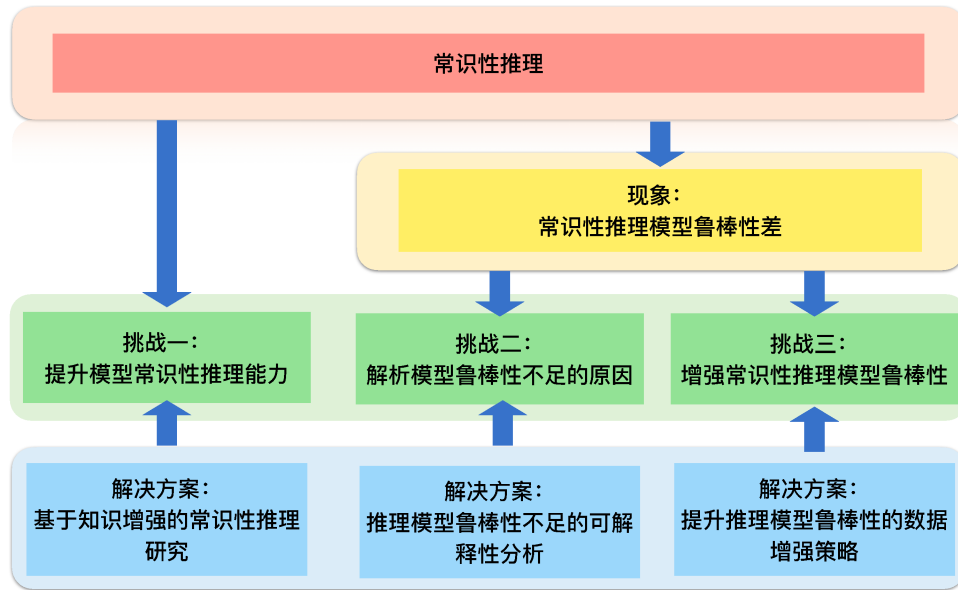 常识性推理
现象：
常识性推理模型鲁棒性差
挑战一：
提升模型常识性推理能力
挑战二：
解析模型鲁棒性不足的原因
挑战三：
增强常识性推理模型鲁棒性
解决方案：
基于知识增强的常识性推理
研究
解决方案：
推理模型鲁棒性不足的可解
释性分析
解决方案：
提升推理模型鲁棒性的数据
增强策略